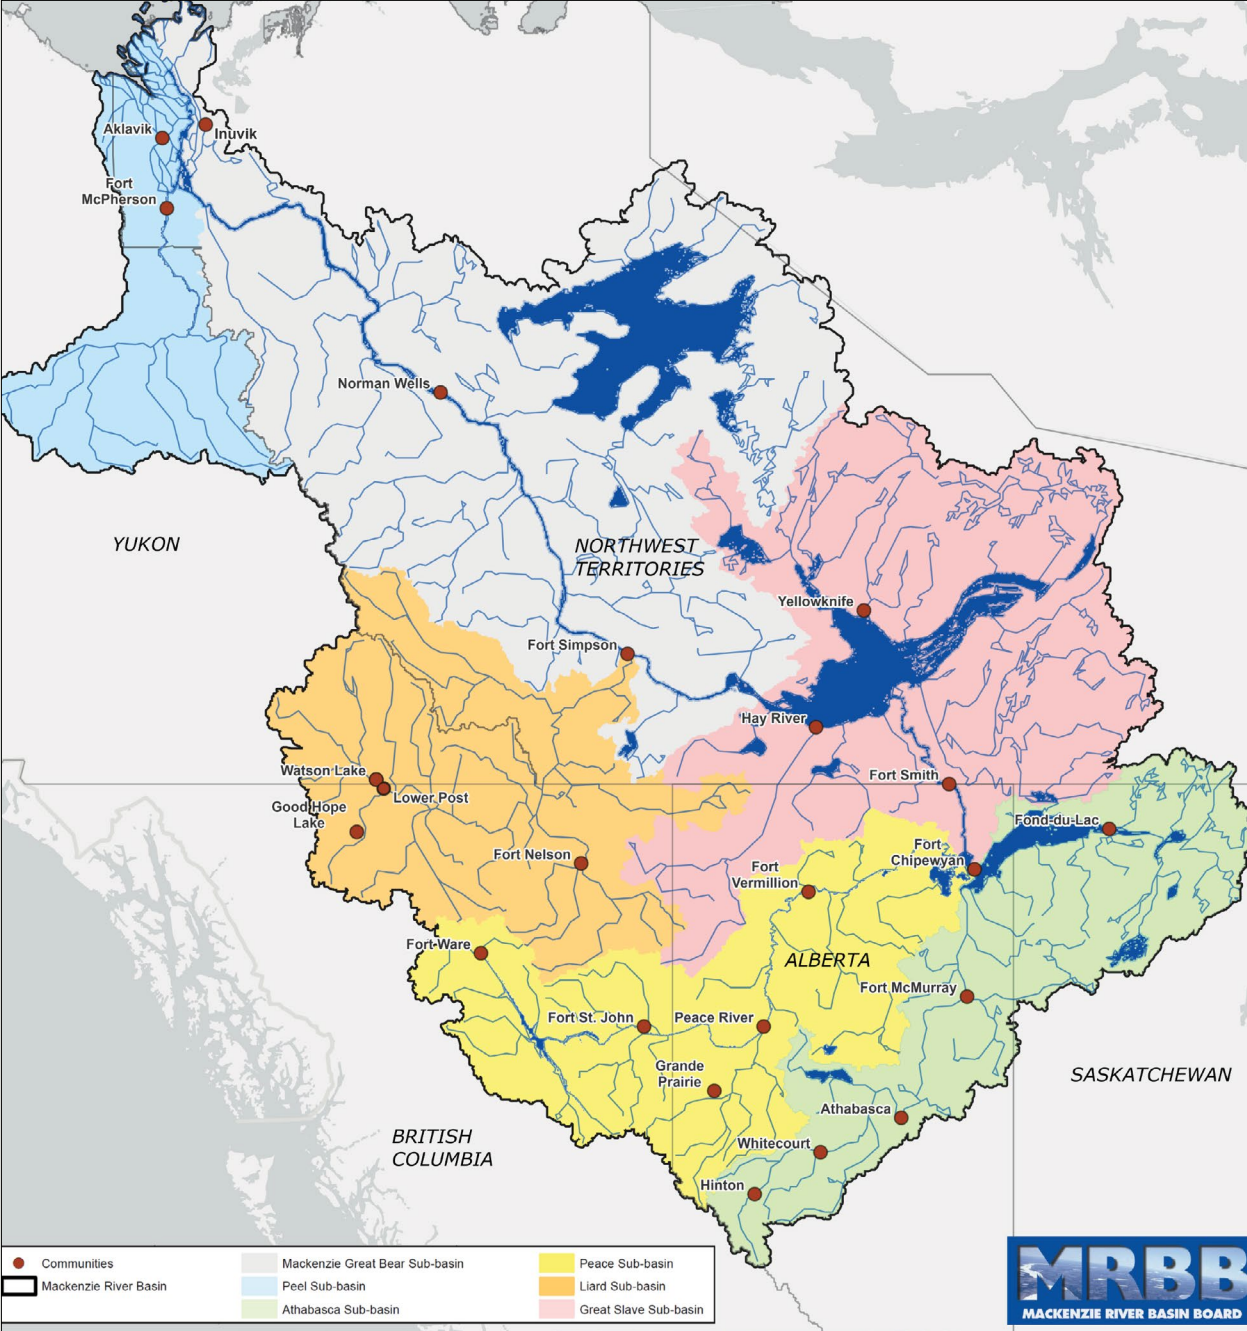 Aklavik
Inuvik
Fort
McPherson
Norman Wells
YUKON
NORTHWEST
TERRITORIES
Yellowknife
Fort Simpson
Hay River
Watson Lake
Lower Post
Good Hope
Lake
Fort Smith
Fond-du-Lac
Fort Nelson
Fort
Chipewyan
Fort
Vermillion
Fort Ware
ALBERTA
Fort McMurray
Fort St. John
Peace River
Grande
Prairie
SASKATCHEWAN
Athabasca
BRITISH
COLUMBIA
Whitecourt
Hinton
Communities
Mackenzie River Basin
Mackenzie Great Bear Sub-basin
Peel Sub-basin
Athabasca Sub-basin
Peace Sub-basin
Liard Sub-basin
Great Slave Sub-basin
MRBB
MACKENZIE RIVER BASIN BOARD